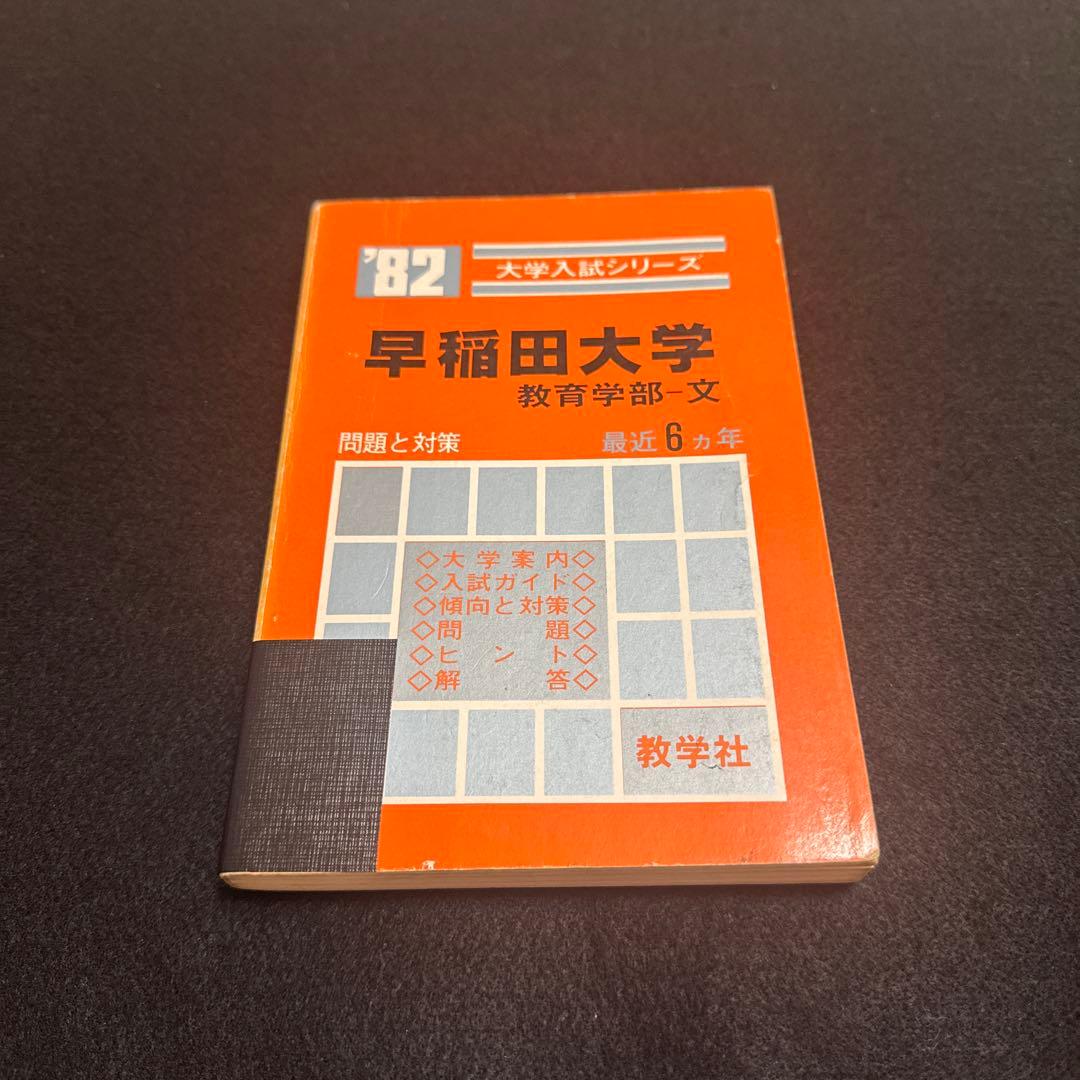 '82
大学入試シリーズ
早稲田大学
教育学部-文
問題と対策
最近6ヵ年
◇大学案内◇
◇入試ガイド◇
◇傾向と対策◇
◇問題◇
◇ヒント◇
◇解答◇
教学社